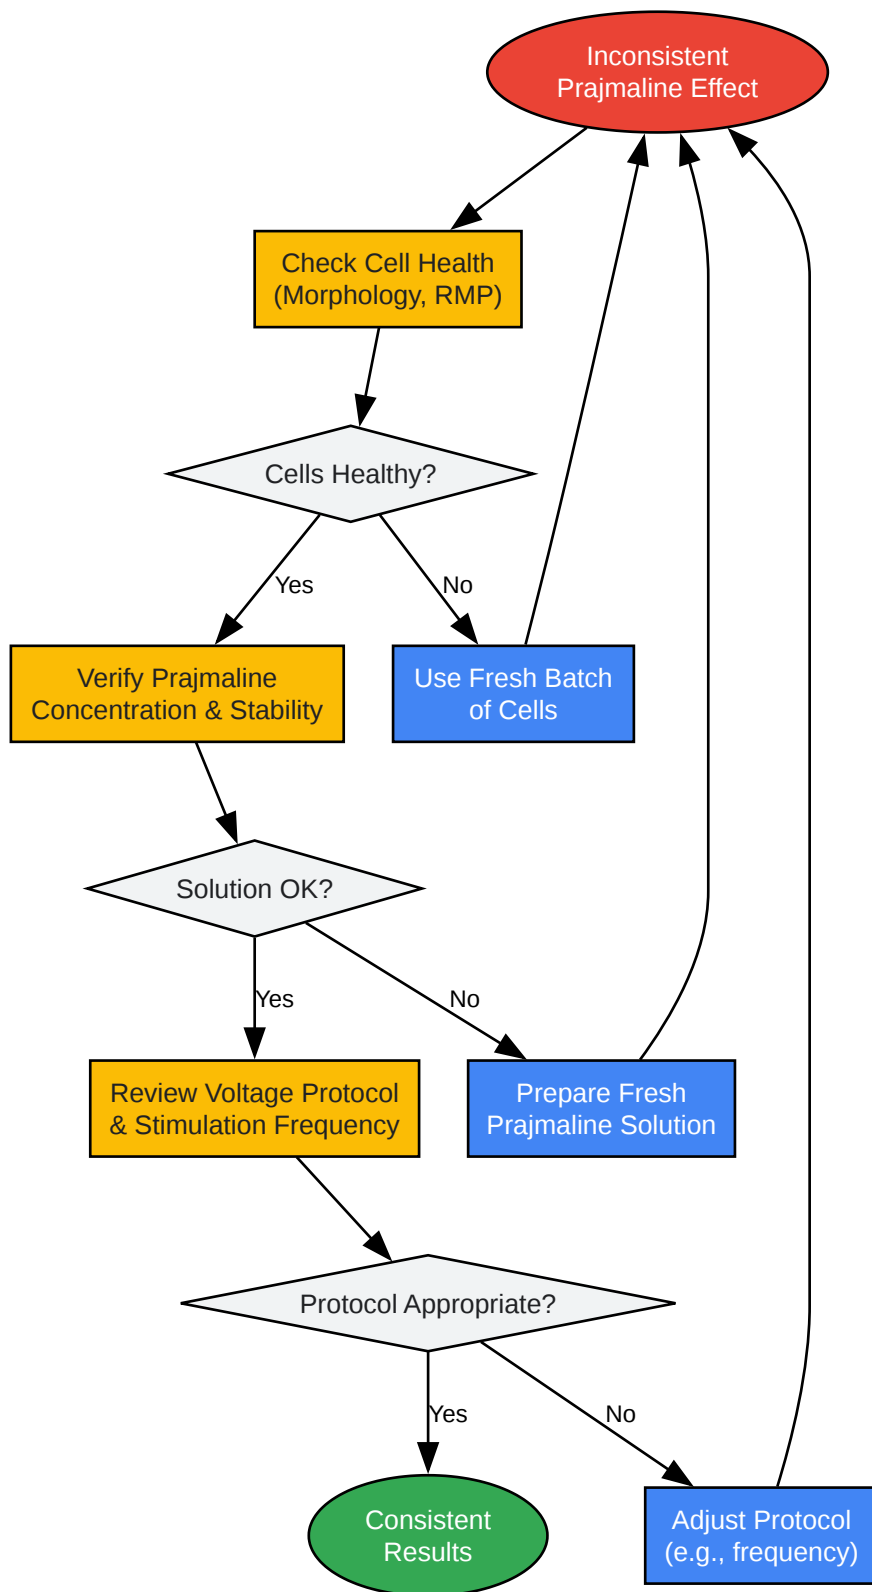 Inconsistent
Prajmaline Effect
Check Cell Health
(Morphology, RMP)
Cells Healthy?
Yes
No
Verify Prajmaline
Concentration & Stability
Use Fresh Batch
of Cells
Solution OK?
Yes
No
Review Voltage Protocol
& Stimulation Frequency
Prepare Fresh
Prajmaline Solution
Protocol Appropriate?
Yes
No
Consistent
Results
Adjust Protocol
(e.g., frequency)